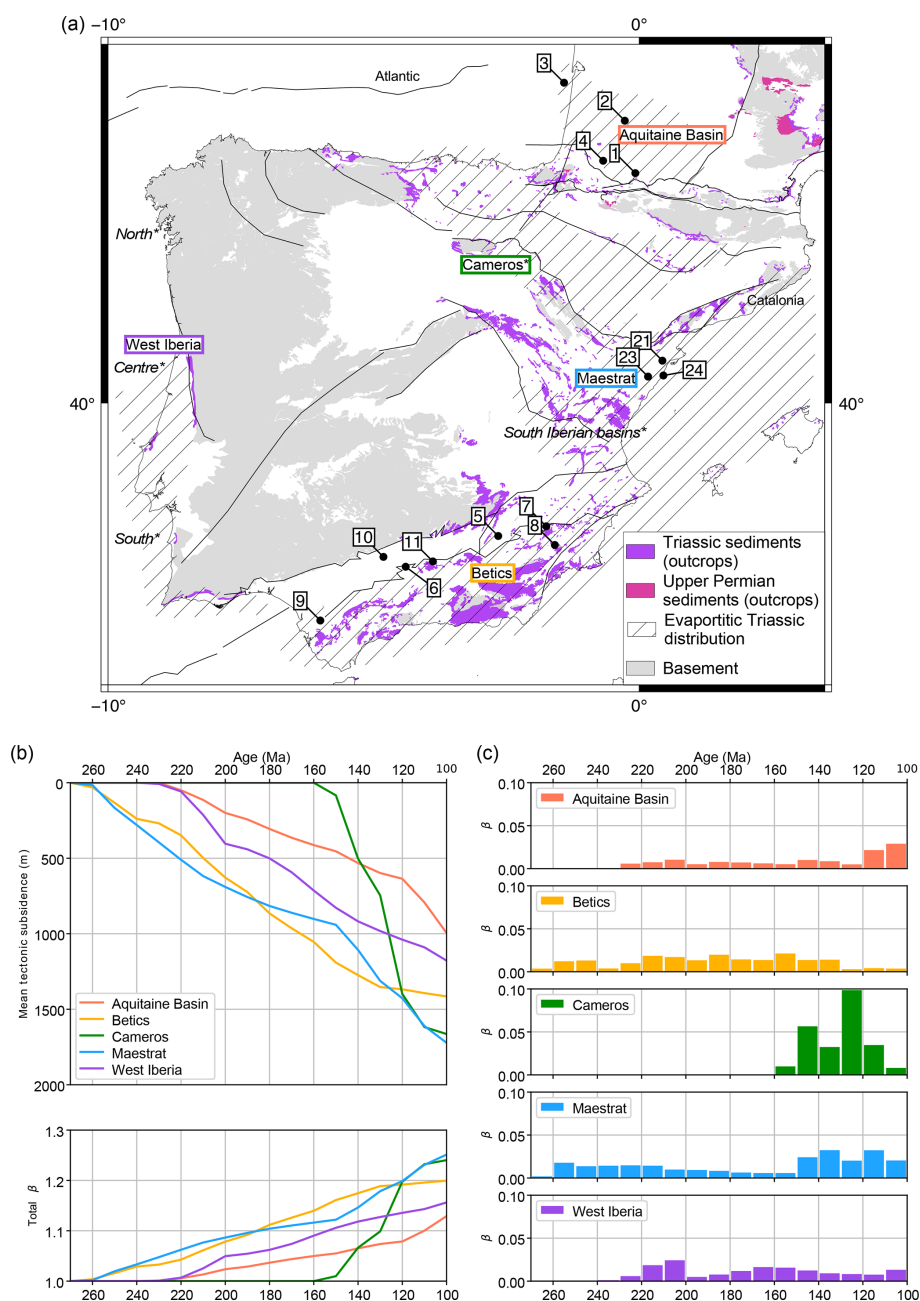 (a)
−10°
0°
3
Atlantic
2
Aquitaine Basin
4
1
North*
Cameros*
Catalonia
West Iberia
Centre*
21
23
24
Maestrat
40°
40°
South Iberian basins*
South*
7
5
8
10
11
6
Betics
9
Triassic sediments
(outcrops)
Upper Permian
sediments (outcrops)
Evaportitic Triassic
distribution
Basement
−10°
0°
(b)
Age (Ma)
260 240 220 200 180 160 140 120 100
0
500
1000
1500
2000
Mean tectonic subsidence (m)
Aquitaine Basin
Betics
Cameros
Maestrat
West Iberia
1.3
1.2
1.1
1.0
Total β
260 240 220 200 180 160 140 120 100
(c)
Age (Ma)
260 240 220 200 180 160 140 120 100
0.10
0.05
0.00
β
Aquitaine Basin
0.10
0.05
0.00
β
Betics
0.10
0.05
0.00
β
Cameros
0.10
0.05
0.00
β
Maestrat
0.10
0.05
0.00
β
West Iberia
260 240 220 200 180 160 140 120 100